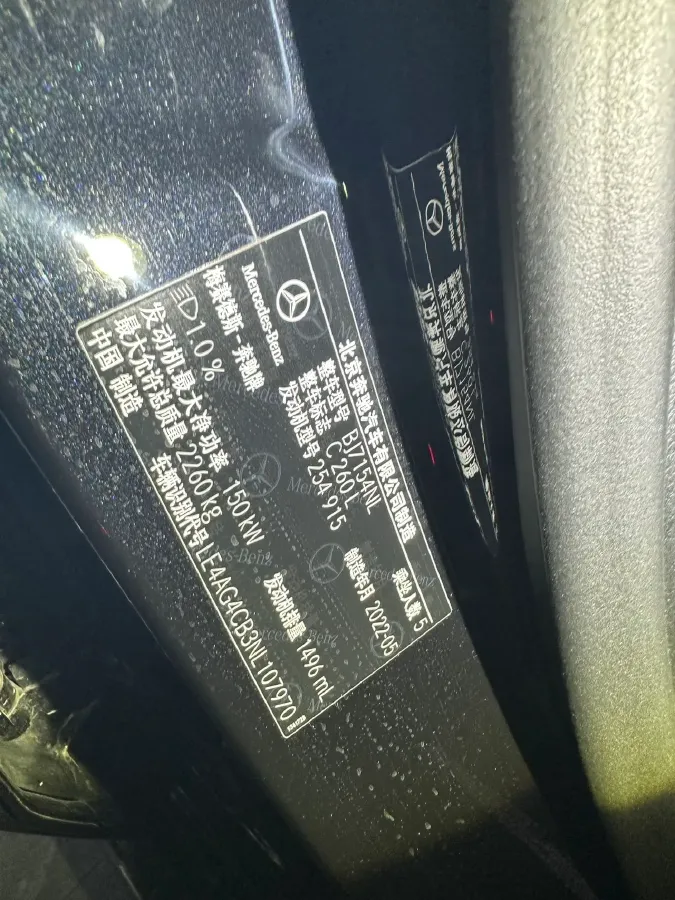 北京奔驰汽车有限公司制造
Mercedes-Benz
梅赛德斯-奔驰牌
整车型号 BJ7154NL
整车标志 C 260 L
乘坐人数 5
发动机型号 254 915
制造年月 2022-05
1.0 %
发动机最大净功率 150 kW
发动机排量 1496 mL
最大允许总质量 2260 kg
中国 制造
车辆识别代号 LE4AG4CB3NL107970